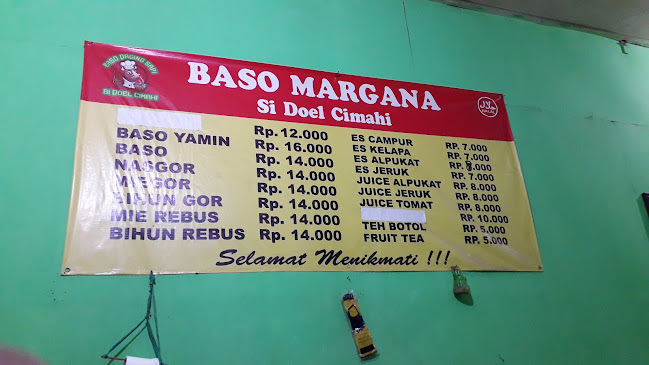 BASO DAGING SAPI
SI DOEL CIMAHI
BASO MARGANA
Si Doel Cimahi
حلال
HALAL
BASO YAMIN Rp. 12.000
BASO Rp. 16.000
NASGOR Rp. 14.000
MIEGOR Rp. 14.000
BIHUN GOR Rp. 14.000
MIE REBUS Rp. 14.000
BIHUN REBUS Rp. 14.000
ES CAMPUR Rp. 7.000
ES KELAPA Rp. 7.000
ES ALPUKAT Rp.
ES JERUK Rp. 7.000
JUICE ALPUKAT Rp. 8.000
JUICE JERUK Rp. 8.000
JUICE TOMAT Rp. 8.000
Rp. 10.000
TEH BOTOL Rp. 5.000
FRUIT TEA Rp. 5.000
Selamat Menikmati !!!